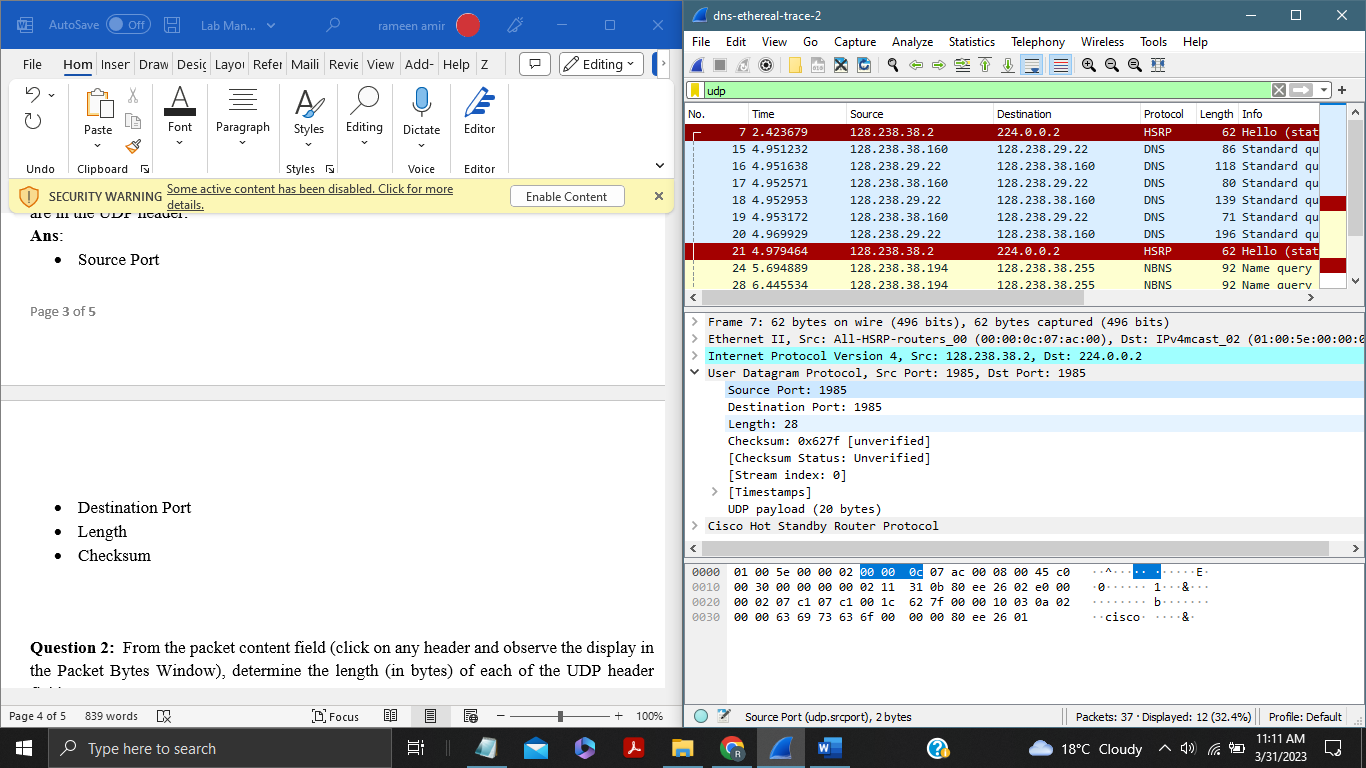 AutoSave Off Lab Man... rameen amir
File Hom Inser Draw Desig Layou Refer Maili Revie View Add- Help Z Editing
Paste Font Paragraph Styles Editing Dictate Editor
Undo Clipboard Styles Voice Editor
SECURITY WARNING Some active content has been disabled. Click for more details. Enable Content
are in the UDP header.
Ans:
• Source Port
Page 3 of 5
• Destination Port
• Length
• Checksum
Question 2: From the packet content field (click on any header and observe the display in
the Packet Bytes Window), determine the length (in bytes) of each of the UDP header
Page 4 of 5 839 words Focus 100%
dns-ethereal-trace-2
File Edit View Go Capture Analyze Statistics Telephony Wireless Tools Help
udp
No. Time Source Destination Protocol Length Info
7 2.423679 128.238.38.2 224.0.0.2 HSRP 62 Hello (stat
15 4.951232 128.238.38.160 128.238.29.22 DNS 86 Standard qu
16 4.951638 128.238.29.22 128.238.38.160 DNS 118 Standard qu
17 4.952571 128.238.38.160 128.238.29.22 DNS 80 Standard qu
18 4.952953 128.238.29.22 128.238.38.160 DNS 139 Standard qu
19 4.953172 128.238.38.160 128.238.29.22 DNS 71 Standard qu
20 4.969929 128.238.29.22 128.238.38.160 DNS 196 Standard qu
21 4.979464 128.238.38.2 224.0.0.2 HSRP 62 Hello (stat
24 5.694889 128.238.38.194 128.238.38.255 NBNS 92 Name query
28 6.445534 128.238.38.194 128.238.38.255 NBNS 92 Name query
Frame 7: 62 bytes on wire (496 bits), 62 bytes captured (496 bits)
Ethernet II, Src: All-HSRP-routers_00 (00:00:0c:07:ac:00), Dst: IPv4mcast_02 (01:00:5e:00:00:0
Internet Protocol Version 4, Src: 128.238.38.2, Dst: 224.0.0.2
User Datagram Protocol, Src Port: 1985, Dst Port: 1985
Source Port: 1985
Destination Port: 1985
Length: 28
Checksum: 0x627f [unverified]
[Checksum Status: Unverified]
[Stream index: 0]
[Timestamps]
UDP payload (20 bytes)
Cisco Hot Standby Router Protocol
0000 01 00 5e 00 00 02 00 00 0c 07 ac 00 08 00 45 c0 ··^··· ········E·
0010 00 30 00 00 00 00 02 11 31 0b 80 ee 26 02 e0 00 ·0······ 1···&···
0020 00 02 07 c1 07 c1 00 1c 62 7f 00 00 10 03 0a 02 ········ b·······
0030 00 00 63 69 73 63 6f 00 00 00 80 ee 26 01 ··cisco· ····&·
Source Port (udp.srcport), 2 bytes Packets: 37 · Displayed: 12 (32.4%) Profile: Default
Type here to search 18°C Cloudy 11:11 AM
3/31/2023